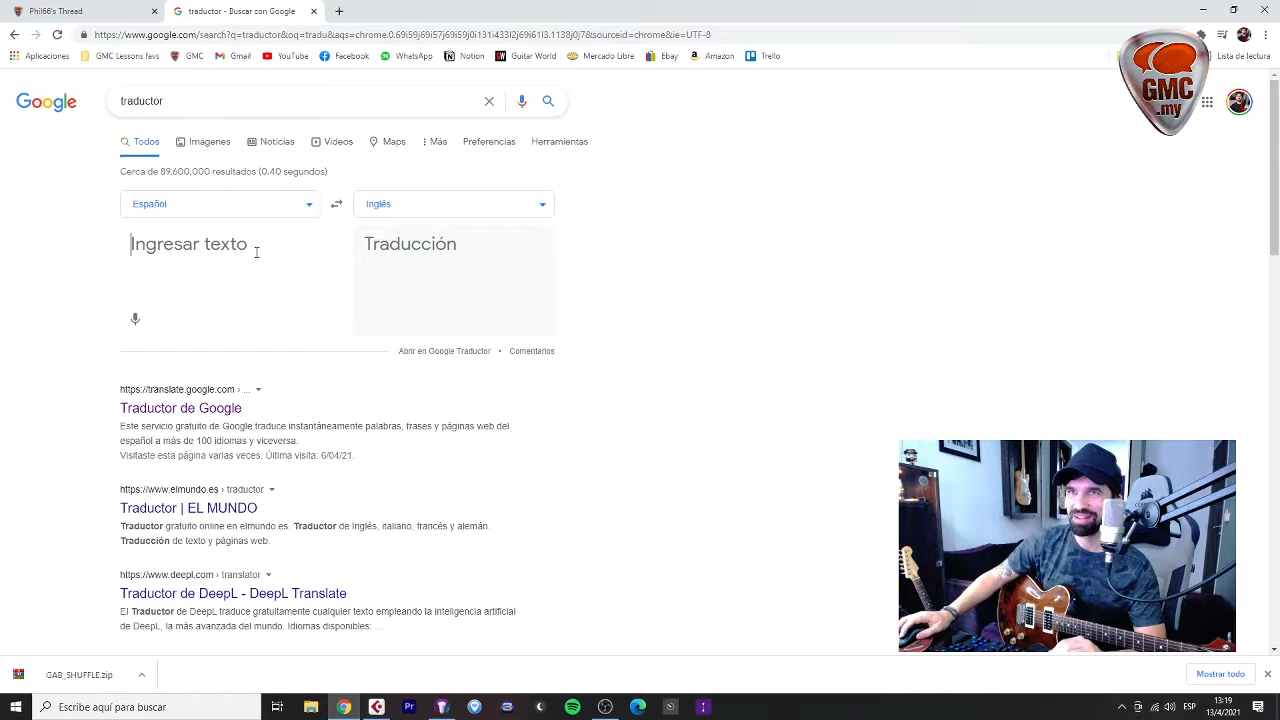 Phil66's Thread
traductor - Buscar con Google
https://www.google.com/search?q=traductor&oq=tradu&aqs=chrome.0.69i59j69i57j69i59j0i131i433l2j69i61l3.1138j0j7&sourceid=chrome&ie=UTF-8
Aplicaciones GMC Lessons favs GMC Gmail YouTube Facebook WhatsApp Notion Guitar World Mercado Libre Ebay Amazon Trello Lista de lectura
GMC
.my
Google traductor
Todos Imágenes Noticias Videos Maps Más Preferencias Herramientas
Cerca de 89,600,000 resultados (0.40 segundos)
Español Inglés
Ingresar texto Traducción
Abrir en Google Traductor • Comentarios
https://translate.google.com › ...
Traductor de Google
Este servicio gratuito de Google traduce instantáneamente palabras, frases y páginas web del
español a más de 100 idiomas y viceversa.
Visitaste esta página varias veces. Última visita: 6/04/21.
https://www.elmundo.es › traductor
Traductor | EL MUNDO
Traductor gratuito online en elmundo.es. Traductor de Inglés, italiano, francés y alemán.
Traducción de texto y páginas web.
https://www.deepl.com › translator
Traductor de DeepL - DeepL Translate
El Traductor de DeepL traduce gratuitamente cualquier texto empleando la inteligencia artificial
de DeepL, la más avanzada del mundo. Idiomas disponibles: ...
GAB_SHUFFLE.zip Mostrar todo
Escribe aquí para buscar Pr ESP 13:19
13/4/2021